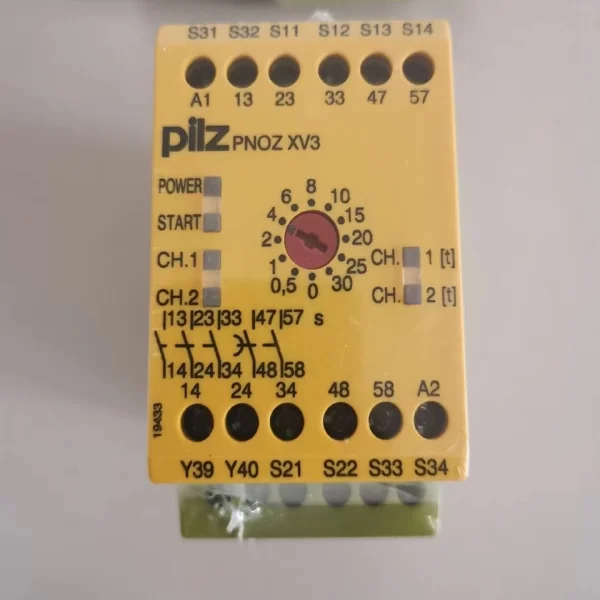 S31 S32 S11 S12 S13 S14
A1 13 23 33 47 57
pilz PNOZ XV3
POWER
START
CH.1
CH.2
8
6 10
4 15
2 20
1 25
0,5 30
0
CH. 1 [t]
CH. 2 [t]
|13|23|33 |47|57 s
|14|24|34 |48|58
14 24 34 48 58 A2
19433
Y39 Y40 S21 S22 S33 S34